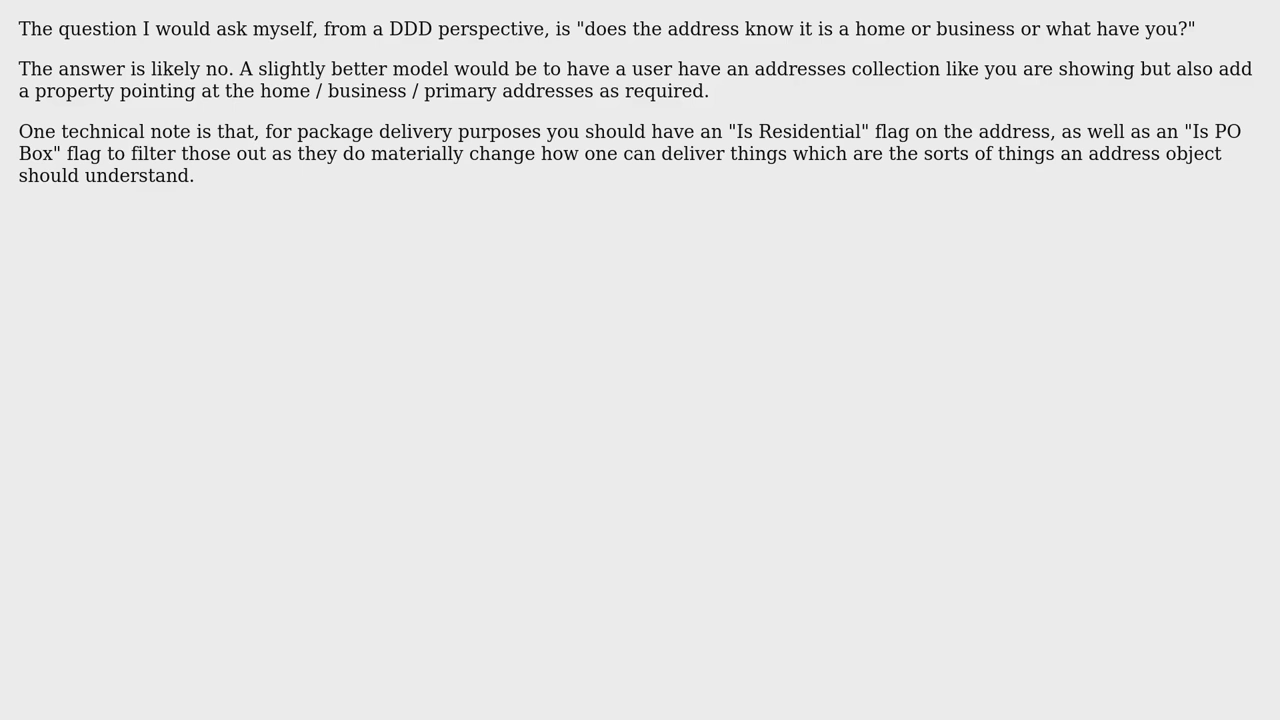 The question I would ask myself, from a DDD perspective, is "does the address know it is a home or business or what have you?"
The answer is likely no. A slightly better model would be to have a user have an addresses collection like you are showing but also add
a property pointing at the home / business / primary addresses as required.
One technical note is that, for package delivery purposes you should have an "Is Residential" flag on the address, as well as an "Is PO
Box" flag to filter those out as they do materially change how one can deliver things which are the sorts of things an address object
should understand.